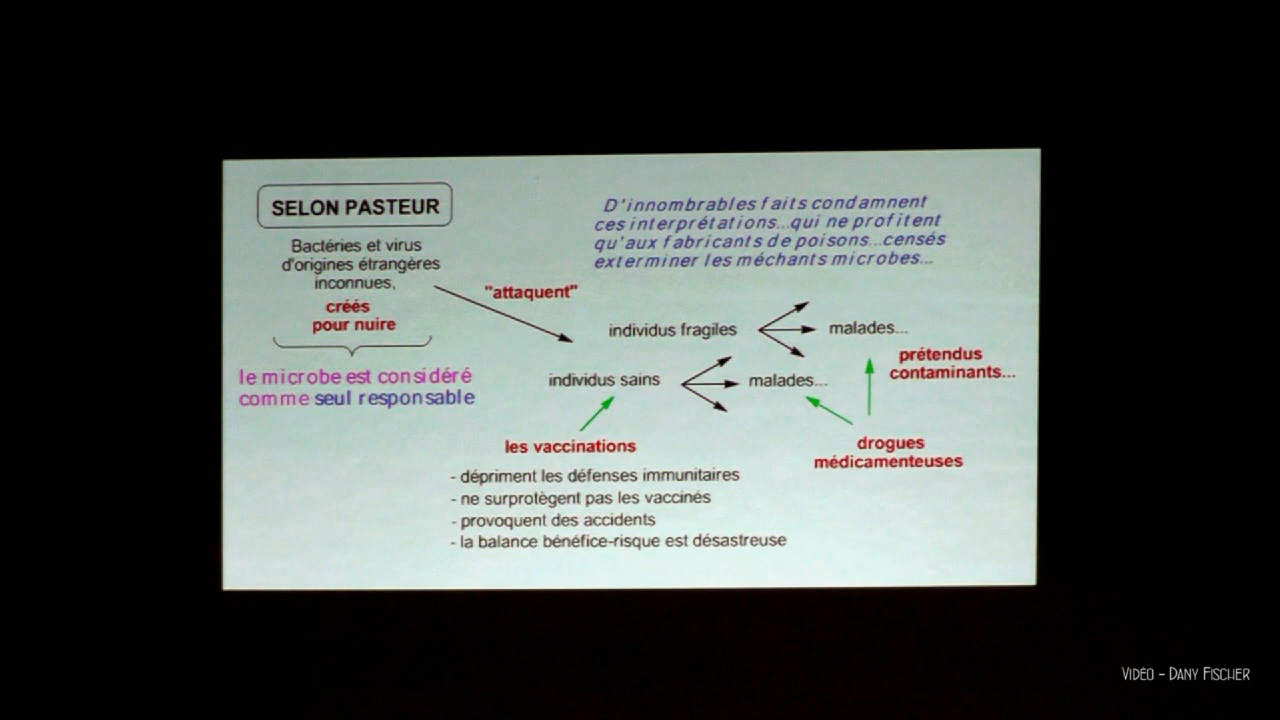 SELON PASTEUR
Bactéries et virus
d'origines étrangères
inconnues,
créés
pour nuire
le microbe est considéré
comme seul responsable
D'innombrables faits condamnent
ces interprétations...qui ne profitent
qu'aux fabricants de poisons...censés
exterminer les méchants microbes...
"attaquent"
individus fragiles
malades...
individus sains
malades...
prétendus
contaminants...
les vaccinations
- dépriment les défenses immunitaires
- ne surprotègent pas les vaccinés
- provoquent des accidents
- la balance bénéfice-risque est désastreuse
drogues
médicamenteuses
VIDÉO - DANY FISCHER